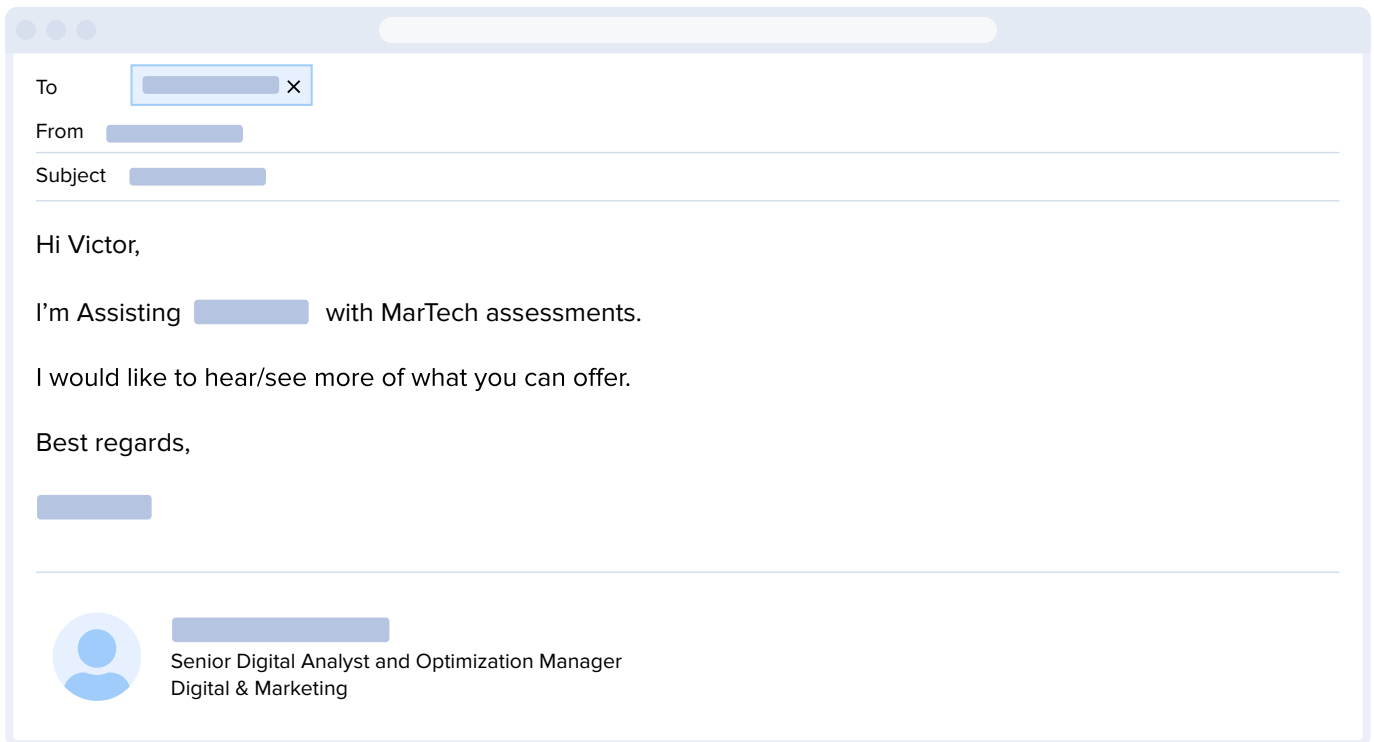 To
From
Subject
Hi Victor,
I’m Assisting with MarTech assessments.
I would like to hear/see more of what you can offer.
Best regards,
Senior Digital Analyst and Optimization Manager
Digital & Marketing